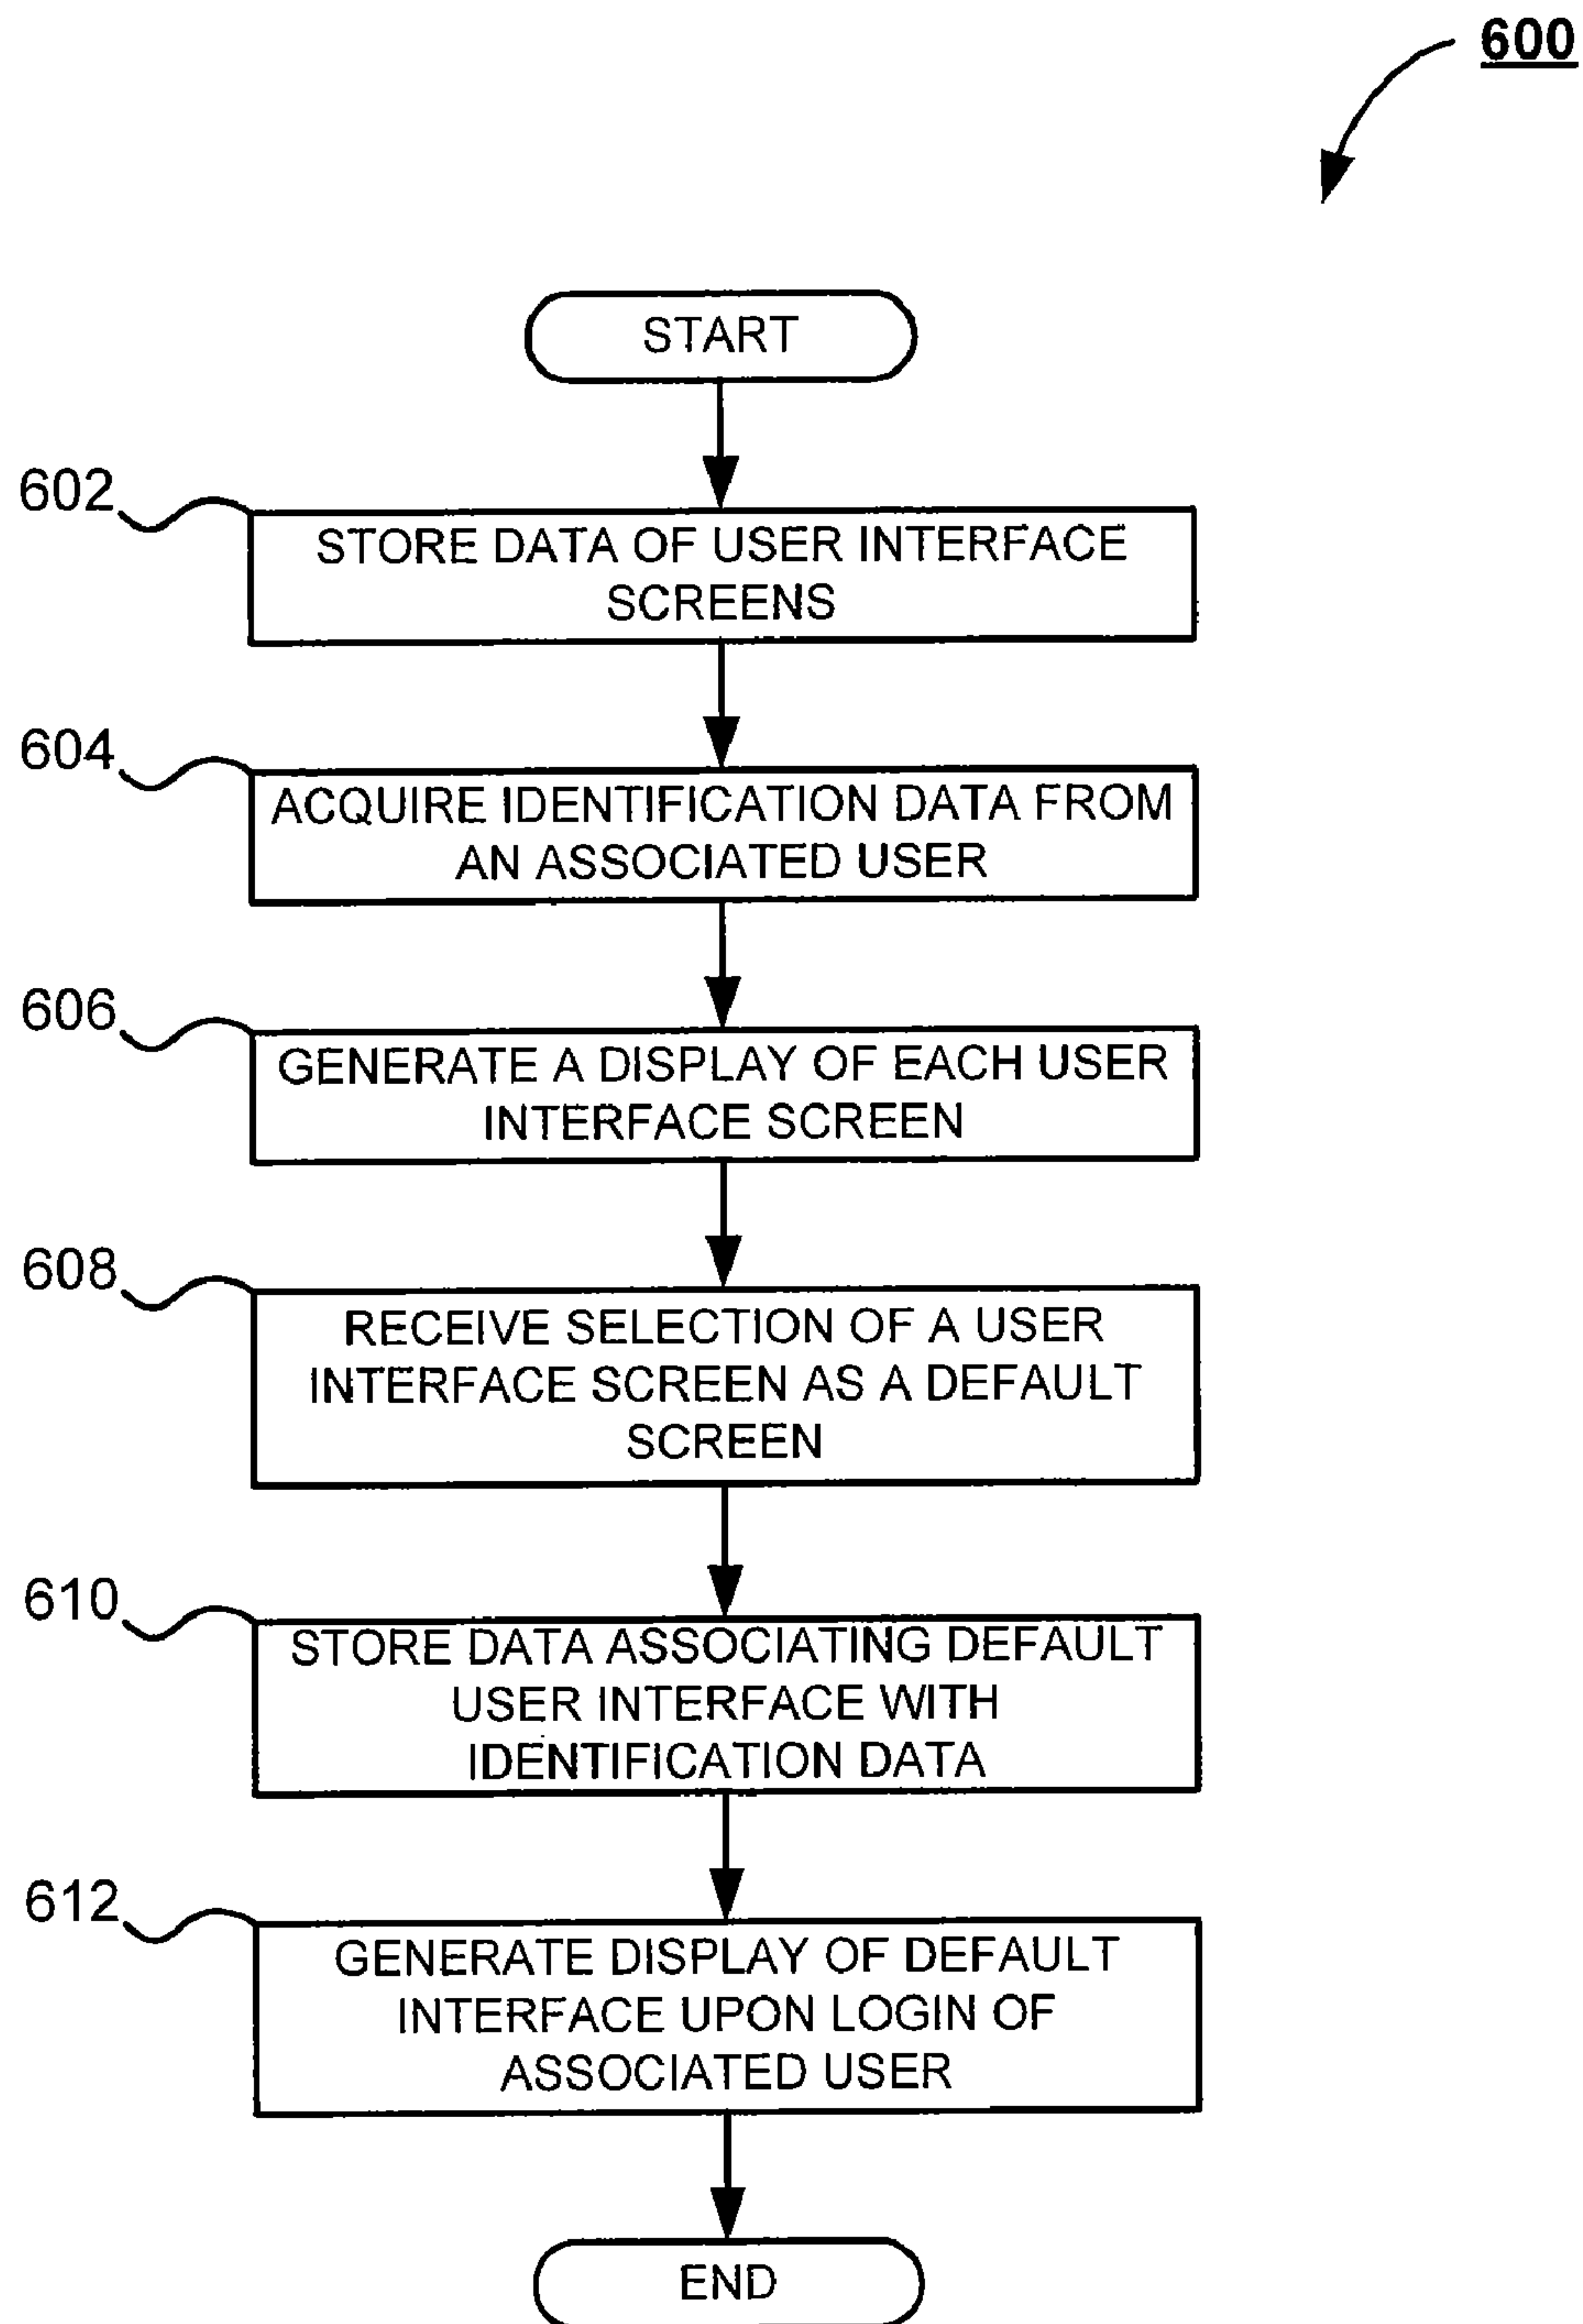 600
START
602
STORE DATA OF USER INTERFACE
SCREENS
604
ACQUIRE IDENTIFICATION DATA FROM
AN ASSOCIATED USER
606
GENERATE A DISPLAY OF EACH USER
INTERFACE SCREEN
608
RECEIVE SELECTION OF A USER
INTERFACE SCREEN AS A DEFAULT
SCREEN
610
STORE DATA ASSOCIATING DEFAULT
USER INTERFACE WITH
IDENTIFICATION DATA
612
GENERATE DISPLAY OF DEFAULT
INTERFACE UPON LOGIN OF
ASSOCIATED USER
END